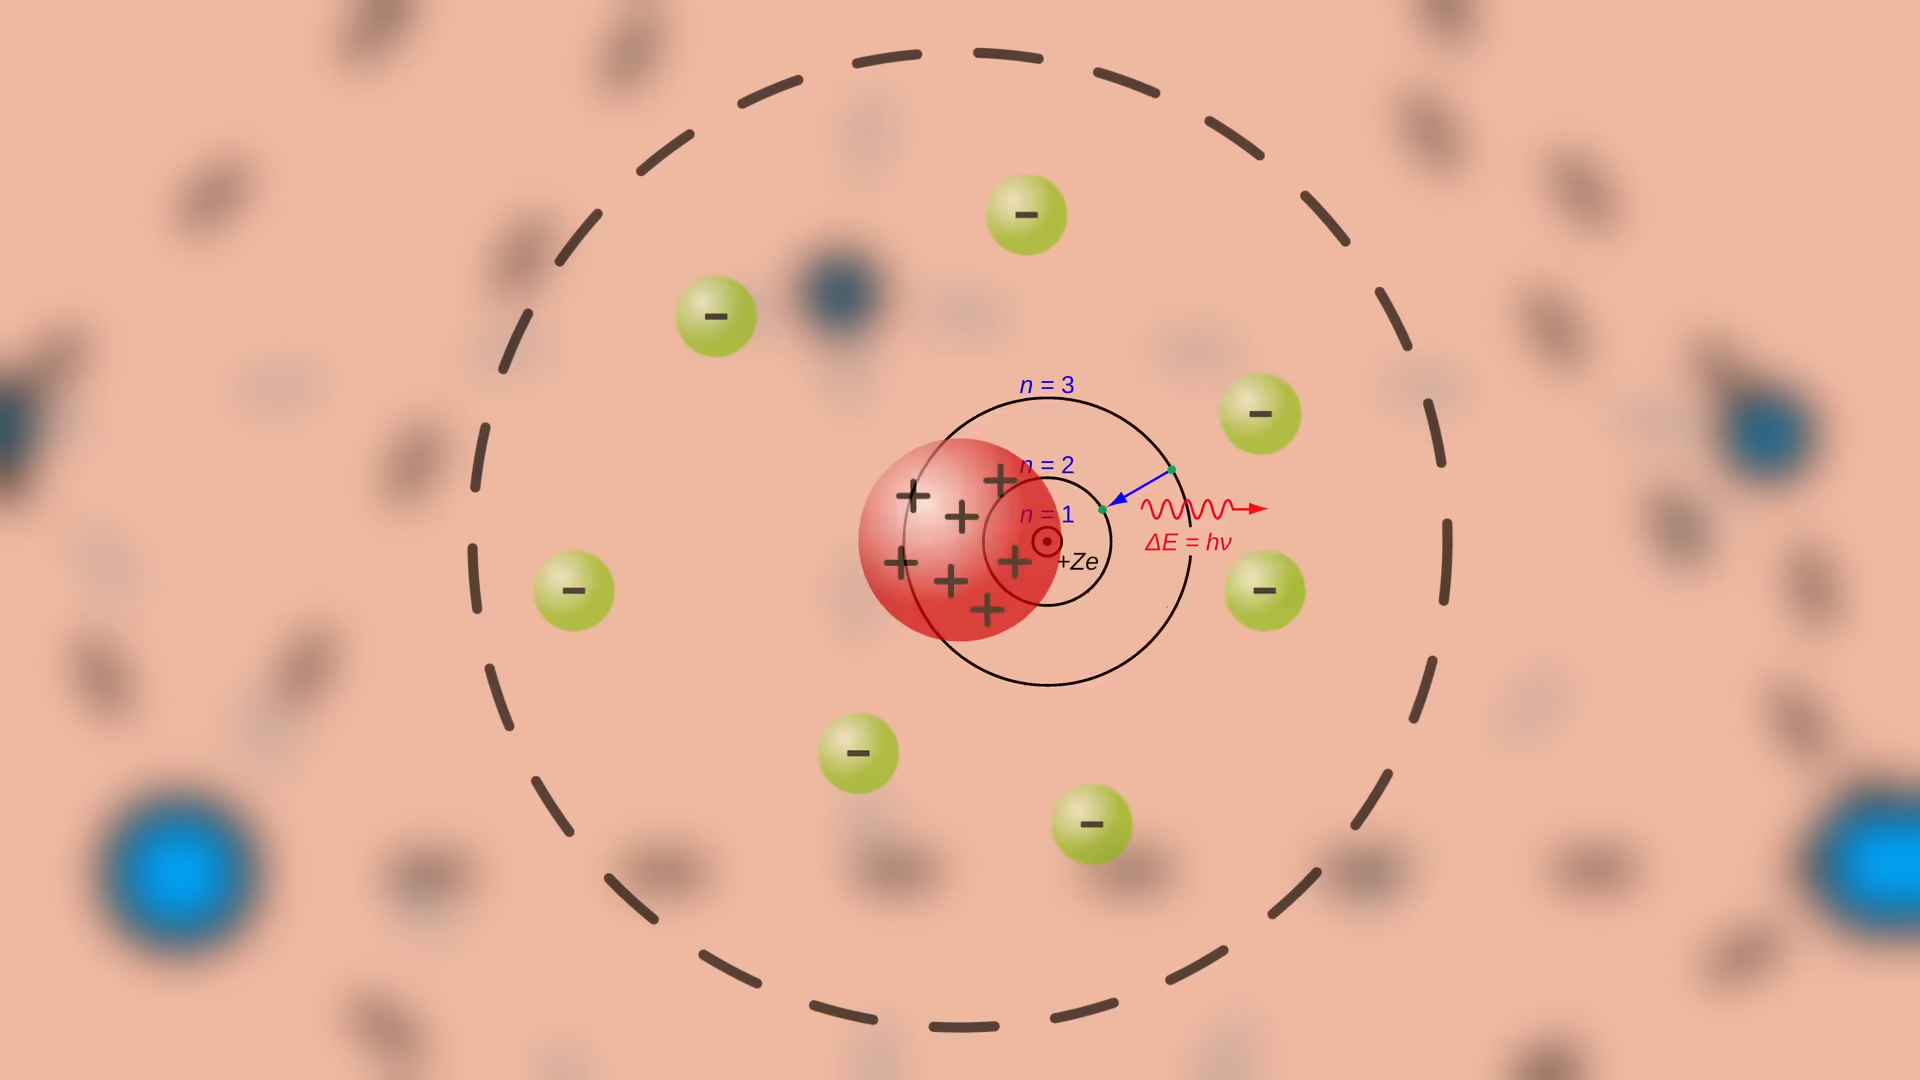 n = 3
n = 2
n = 1
ΔE = hν
+Ze